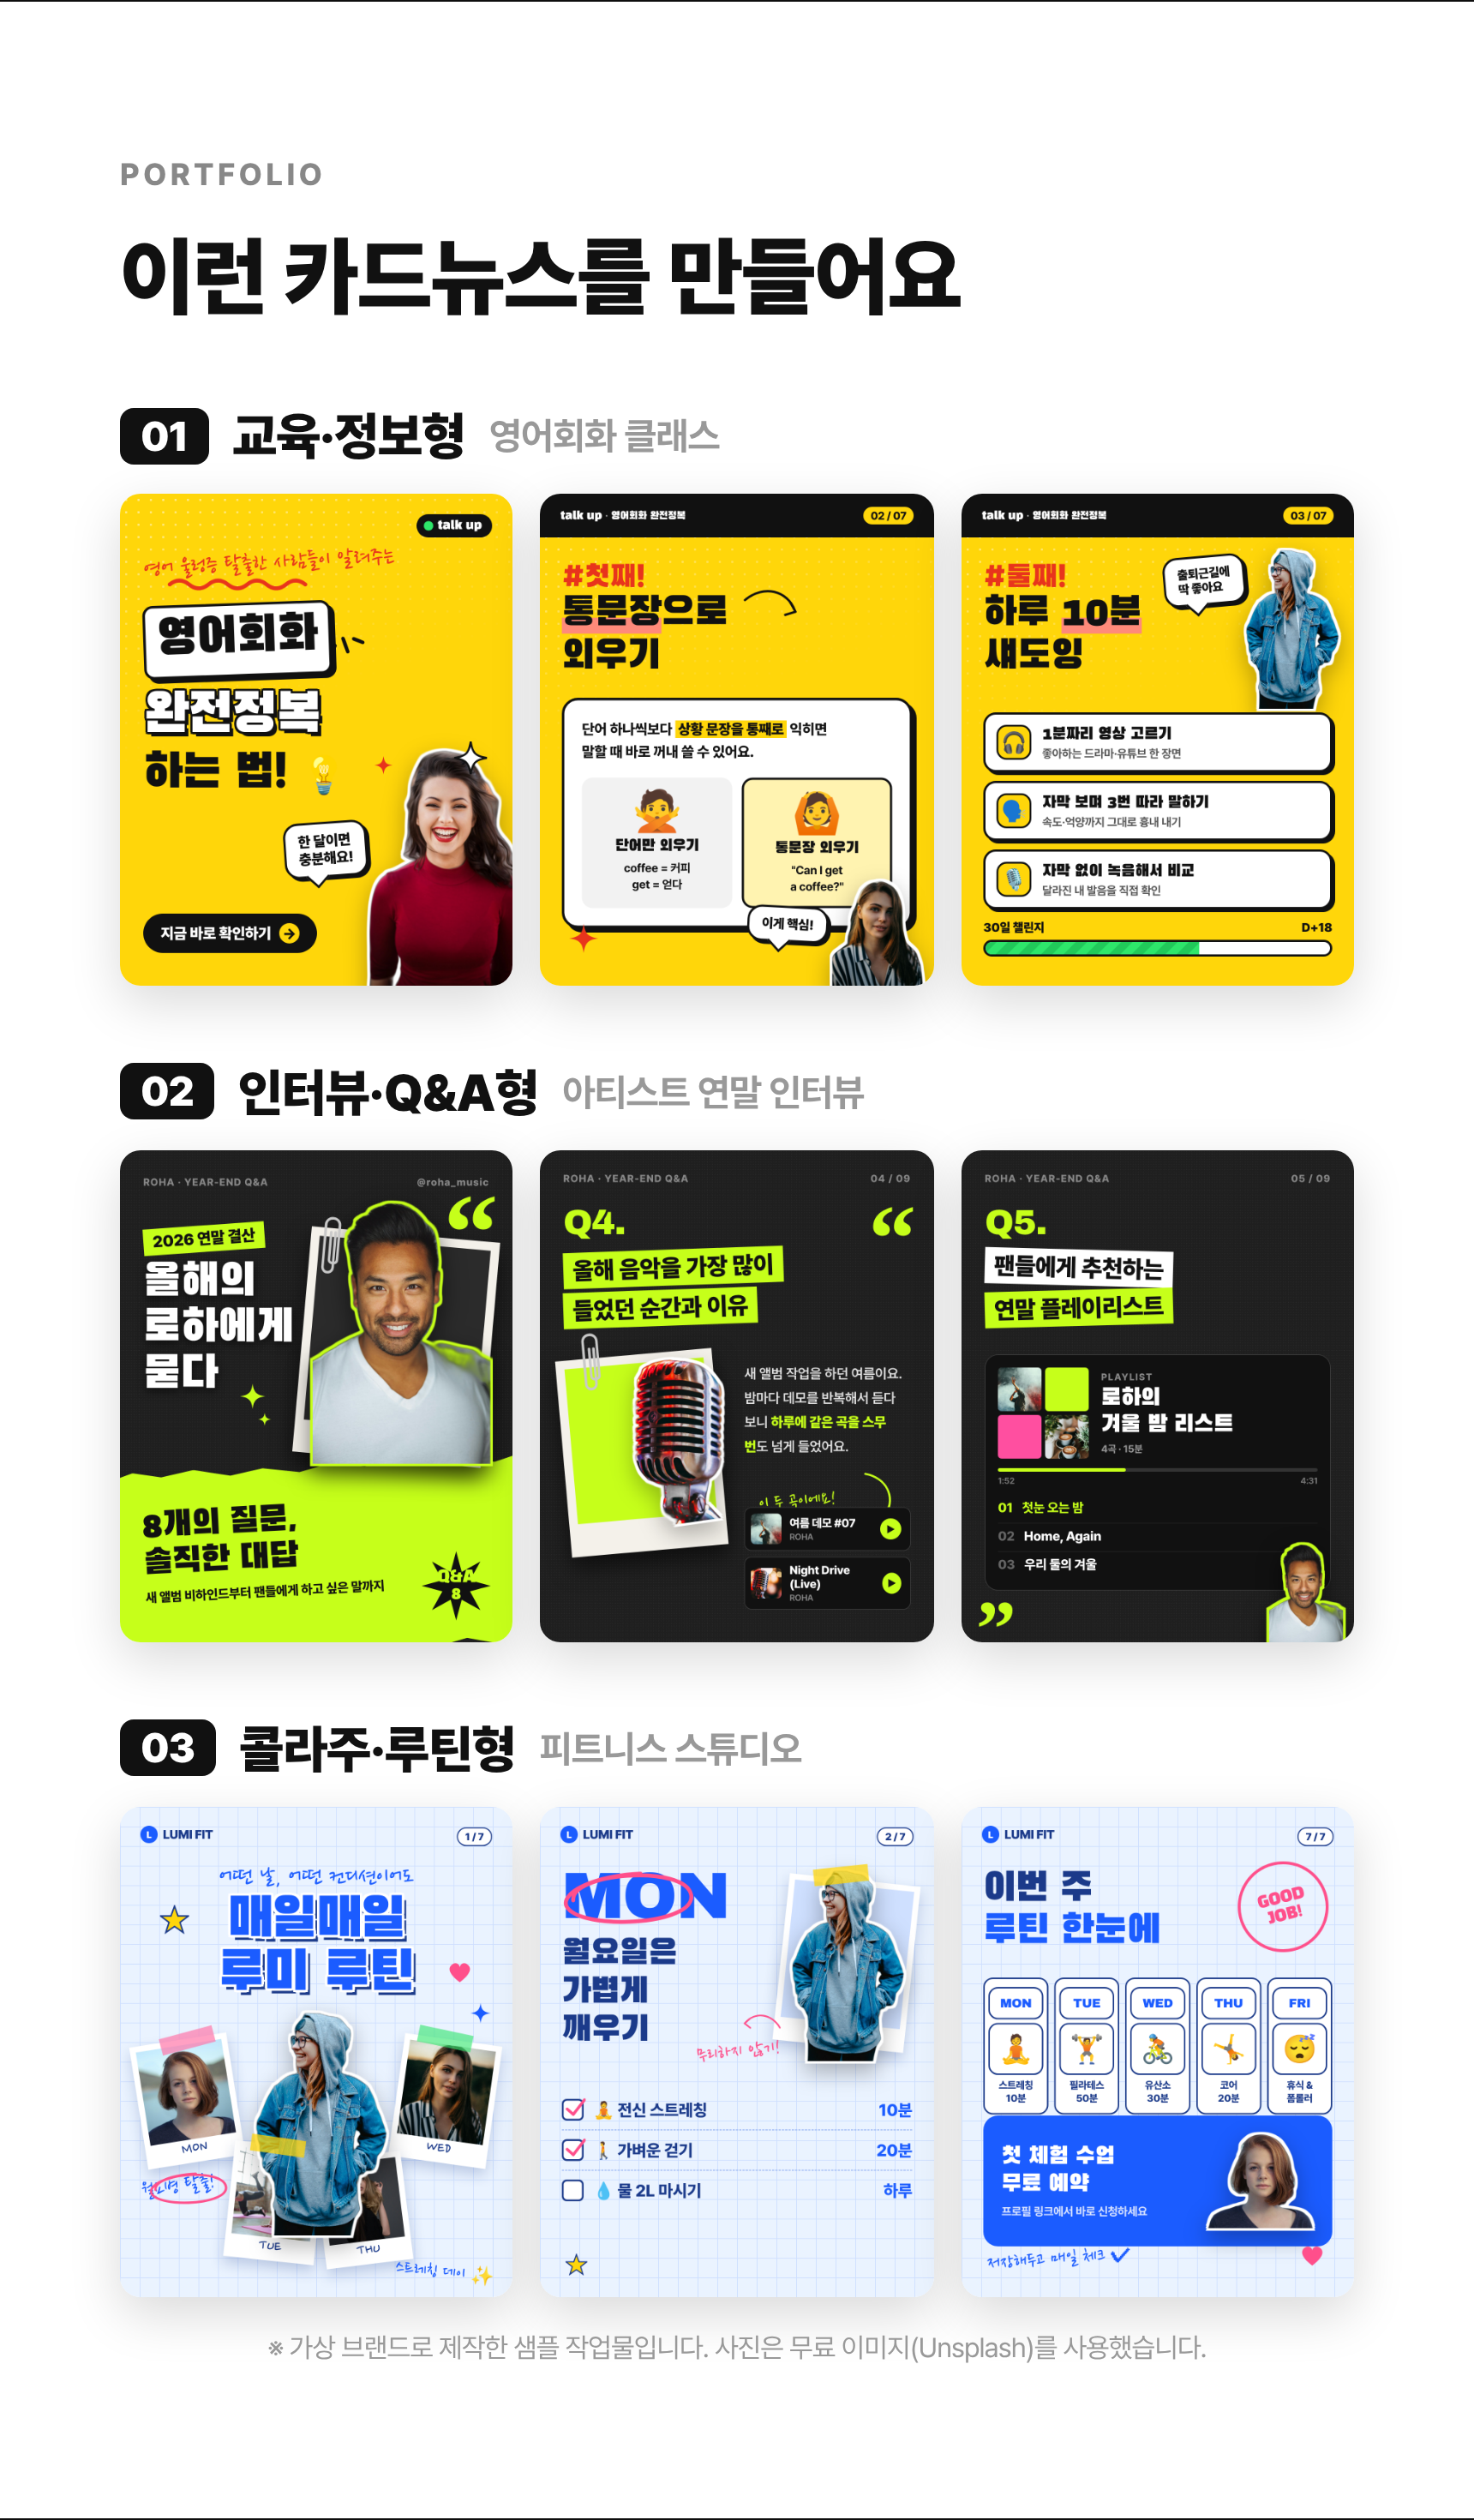 PORTFOLIO
이런 카드뉴스를 만들어요
01 교육·정보형 영어회화 클래스
talk up
영어 울렁증 탈출한 사람들이 알려주는
영어회화
완전정복
하는 법!
한 달이면
충분해요!
지금 바로 확인하기
talk up · 영어회화 완전정복 02 / 07
#첫째!
통문장으로
외우기
단어 하나씩보다 상황 문장을 통째로 익히면
말할 때 바로 꺼내 쓸 수 있어요.
단어만 외우기
coffee = 커피
get = 얻다
통문장 외우기
"Can I get
a coffee?"
이게 핵심!
talk up · 영어회화 완전정복 03 / 07
#둘째!
하루 10분
섀도잉
출퇴근길에
딱 좋아요
1분짜리 영상 고르기
좋아하는 드라마·유튜브 한 장면
자막 보며 3번 따라 말하기
속도·억양까지 그대로 흉내 내기
자막 없이 녹음해서 비교
달라진 내 발음을 직접 확인
30일 챌린지 D+18
02 인터뷰·Q&A형 아티스트 연말 인터뷰
ROHA · YEAR-END Q&A @roha_music
2026 연말 결산
올해의
로하에게
묻다
8개의 질문,
솔직한 대답
새 앨범 비하인드부터 팬들에게 하고 싶은 말까지
Q&A
8
ROHA · YEAR-END Q&A 04 / 09
Q4.
올해 음악을 가장 많이
들었던 순간과 이유
새 앨범 작업을 하던 여름이요.
밤마다 데모를 반복해서 듣다
보니 하루에 같은 곡을 스무
번도 넘게 들었어요.
이 두 곡이에요!
여름 데모 #07
ROHA
Night Drive
(Live)
ROHA
ROHA · YEAR-END Q&A 05 / 09
Q5.
팬들에게 추천하는
연말 플레이리스트
PLAYLIST
로하의
겨울 밤 리스트
4곡 · 15분
1:52 4:31
01 첫눈 오는 밤
02 Home, Again
03 우리 둘의 겨울
03 콜라주·루틴형 피트니스 스튜디오
L LUMI FIT 1 / 7
어떤 날, 어떤 컨디션이어도
매일매일
루미 루틴
MON
WED
월요병 탈출!
TUE
THU
스트레칭 데이
L LUMI FIT 2 / 7
MON
월요일은
가볍게
깨우기
무리하지 않기!
전신 스트레칭 10분
가벼운 걷기 20분
물 2L 마시기 하루
L LUMI FIT 7 / 7
이번 주
루틴 한눈에
GOOD
JOB!
MON TUE WED THU FRI
스트레칭 필라테스 유산소 코어 휴식 &
10분 50분 30분 20분 폼롤러
첫 체험 수업
무료 예약
프로필 링크에서 바로 신청하세요
저장해두고 매일 체크
※ 가상 브랜드로 제작한 샘플 작업물입니다. 사진은 무료 이미지(Unsplash)를 사용했습니다.